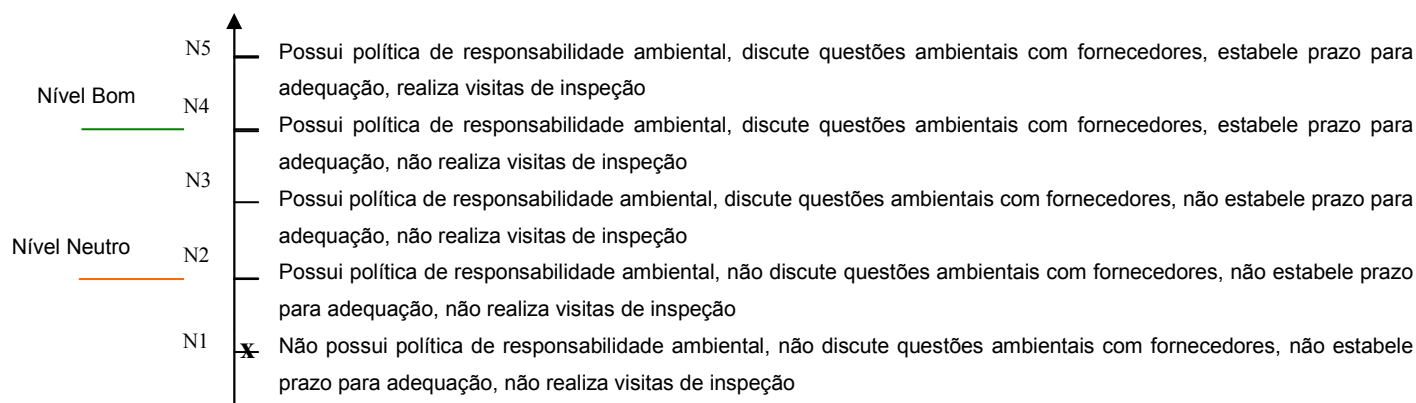 N5 Possui política de responsabilidade ambiental, discute questões ambientais com fornecedores, estabele prazo para
adequação, realiza visitas de inspeção
Nível Bom
N4 Possui política de responsabilidade ambiental, discute questões ambientais com fornecedores, estabele prazo para
adequação, não realiza visitas de inspeção
N3 Possui política de responsabilidade ambiental, discute questões ambientais com fornecedores, não estabele prazo para
adequação, não realiza visitas de inspeção
Nível Neutro
N2 Possui política de responsabilidade ambiental, não discute questões ambientais com fornecedores, não estabele prazo
para adequação, não realiza visitas de inspeção
N1 X Não possui política de responsabilidade ambiental, não discute questões ambientais com fornecedores, não estabele
prazo para adequação, não realiza visitas de inspeção